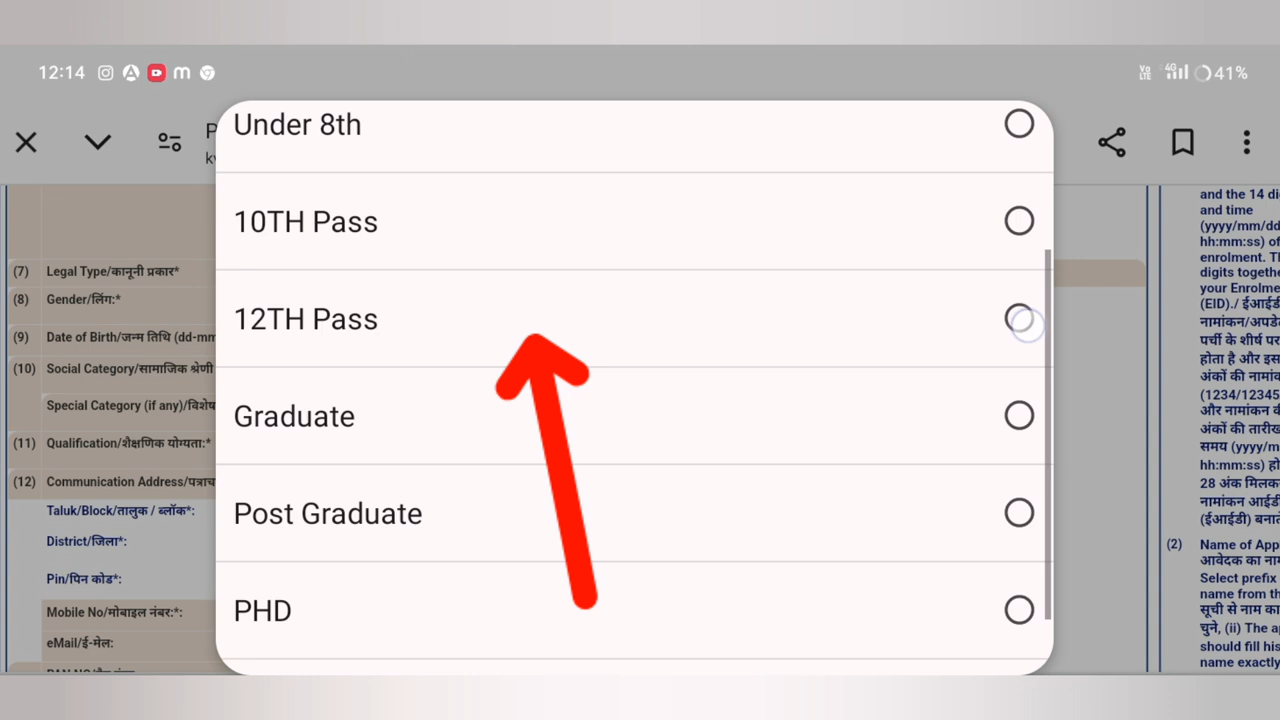 12:14
4G
Vo
LTE
41%
Under 8th
10TH Pass
12TH Pass
Graduate
Post Graduate
PHD
(7) Legal Type/कानूनी प्रकार*
(8) Gender/लिंग:*
(9) Date of Birth/जन्म तिथि (dd-mm
(10) Social Category/सामाजिक श्रेणी
Special Category (if any)/विशेष
(11) Qualification/शैक्षणिक योग्यता:*
(12) Communication Address/पत्राच
Taluk/Block/तालुक / ब्लॉक*:
District/जिला*:
Pin/पिन कोड*:
Mobile No/मोबाइल नंबर:*:
eMail/ई-मेल:
and the 14 di
and time
(yyyy/mm/dd
hh:mm:ss) of
enrolment. Th
digits togethe
your Enrolme
(EID)./ ईआईडी
नामांकन/अपडे
पर्ची के शीर्ष पर
होता है और इस
अंकों की नामांक
(1234/12345
और नामांकन क
अंकों की तारीख
समय (yyyy/m
hh:mm:ss) हो
28 अंक मिलक
नामांकन आईडी
(ईआईडी) बनाते
(2) Name of App
आवेदक का नाम
Select prefix
name from th
सूची से नाम का
चुने, (ii) The ap
should fill his
name exactly